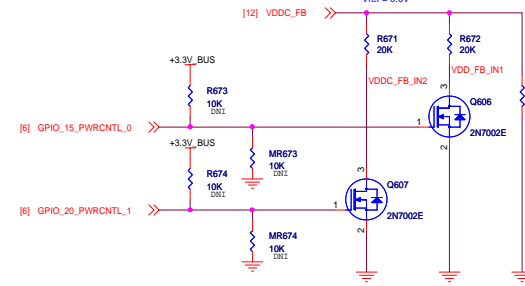 [12] VDDC_FB
R671
20K
R672
20K
+3.3V_BUS
VDDC_FB_IN2
VDD_FB_IN1
R673
10K
DNI
3
Q606
[6] GPIO_15_PWRCNTL_0
1
2N7002E
+3.3V_BUS
2
MR673
10K
DNI
R674
10K
DNI
3
Q607
[6] GPIO_20_PWRCNTL_1
1
2N7002E
2
MR674
10K
DNI